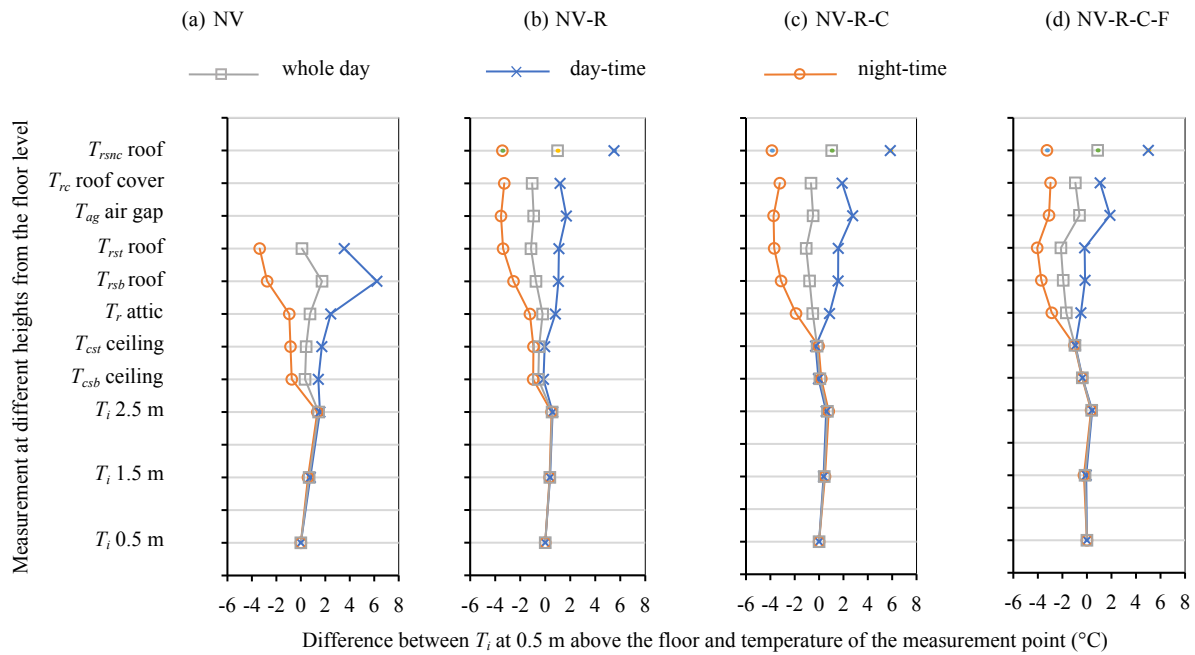 (a) NV (b) NV-R (c) NV-R-C (d) NV-R-C-F
whole day day-time night-time
Measurement at different heights from the floor level
Trsnc roof
Trc roof cover
Tag air gap
Trst roof
Trsb roof
Tr attic
Tcst ceiling
Tcsb ceiling
Ti 2.5 m
Ti 1.5 m
Ti 0.5 m
-6 -4 -2 0 2 4 6 8 -6 -4 -2 0 2 4 6 8 -6 -4 -2 0 2 4 6 8 -6 -4 -2 0 2 4 6 8
Difference between Ti at 0.5 m above the floor and temperature of the measurement point (°C)